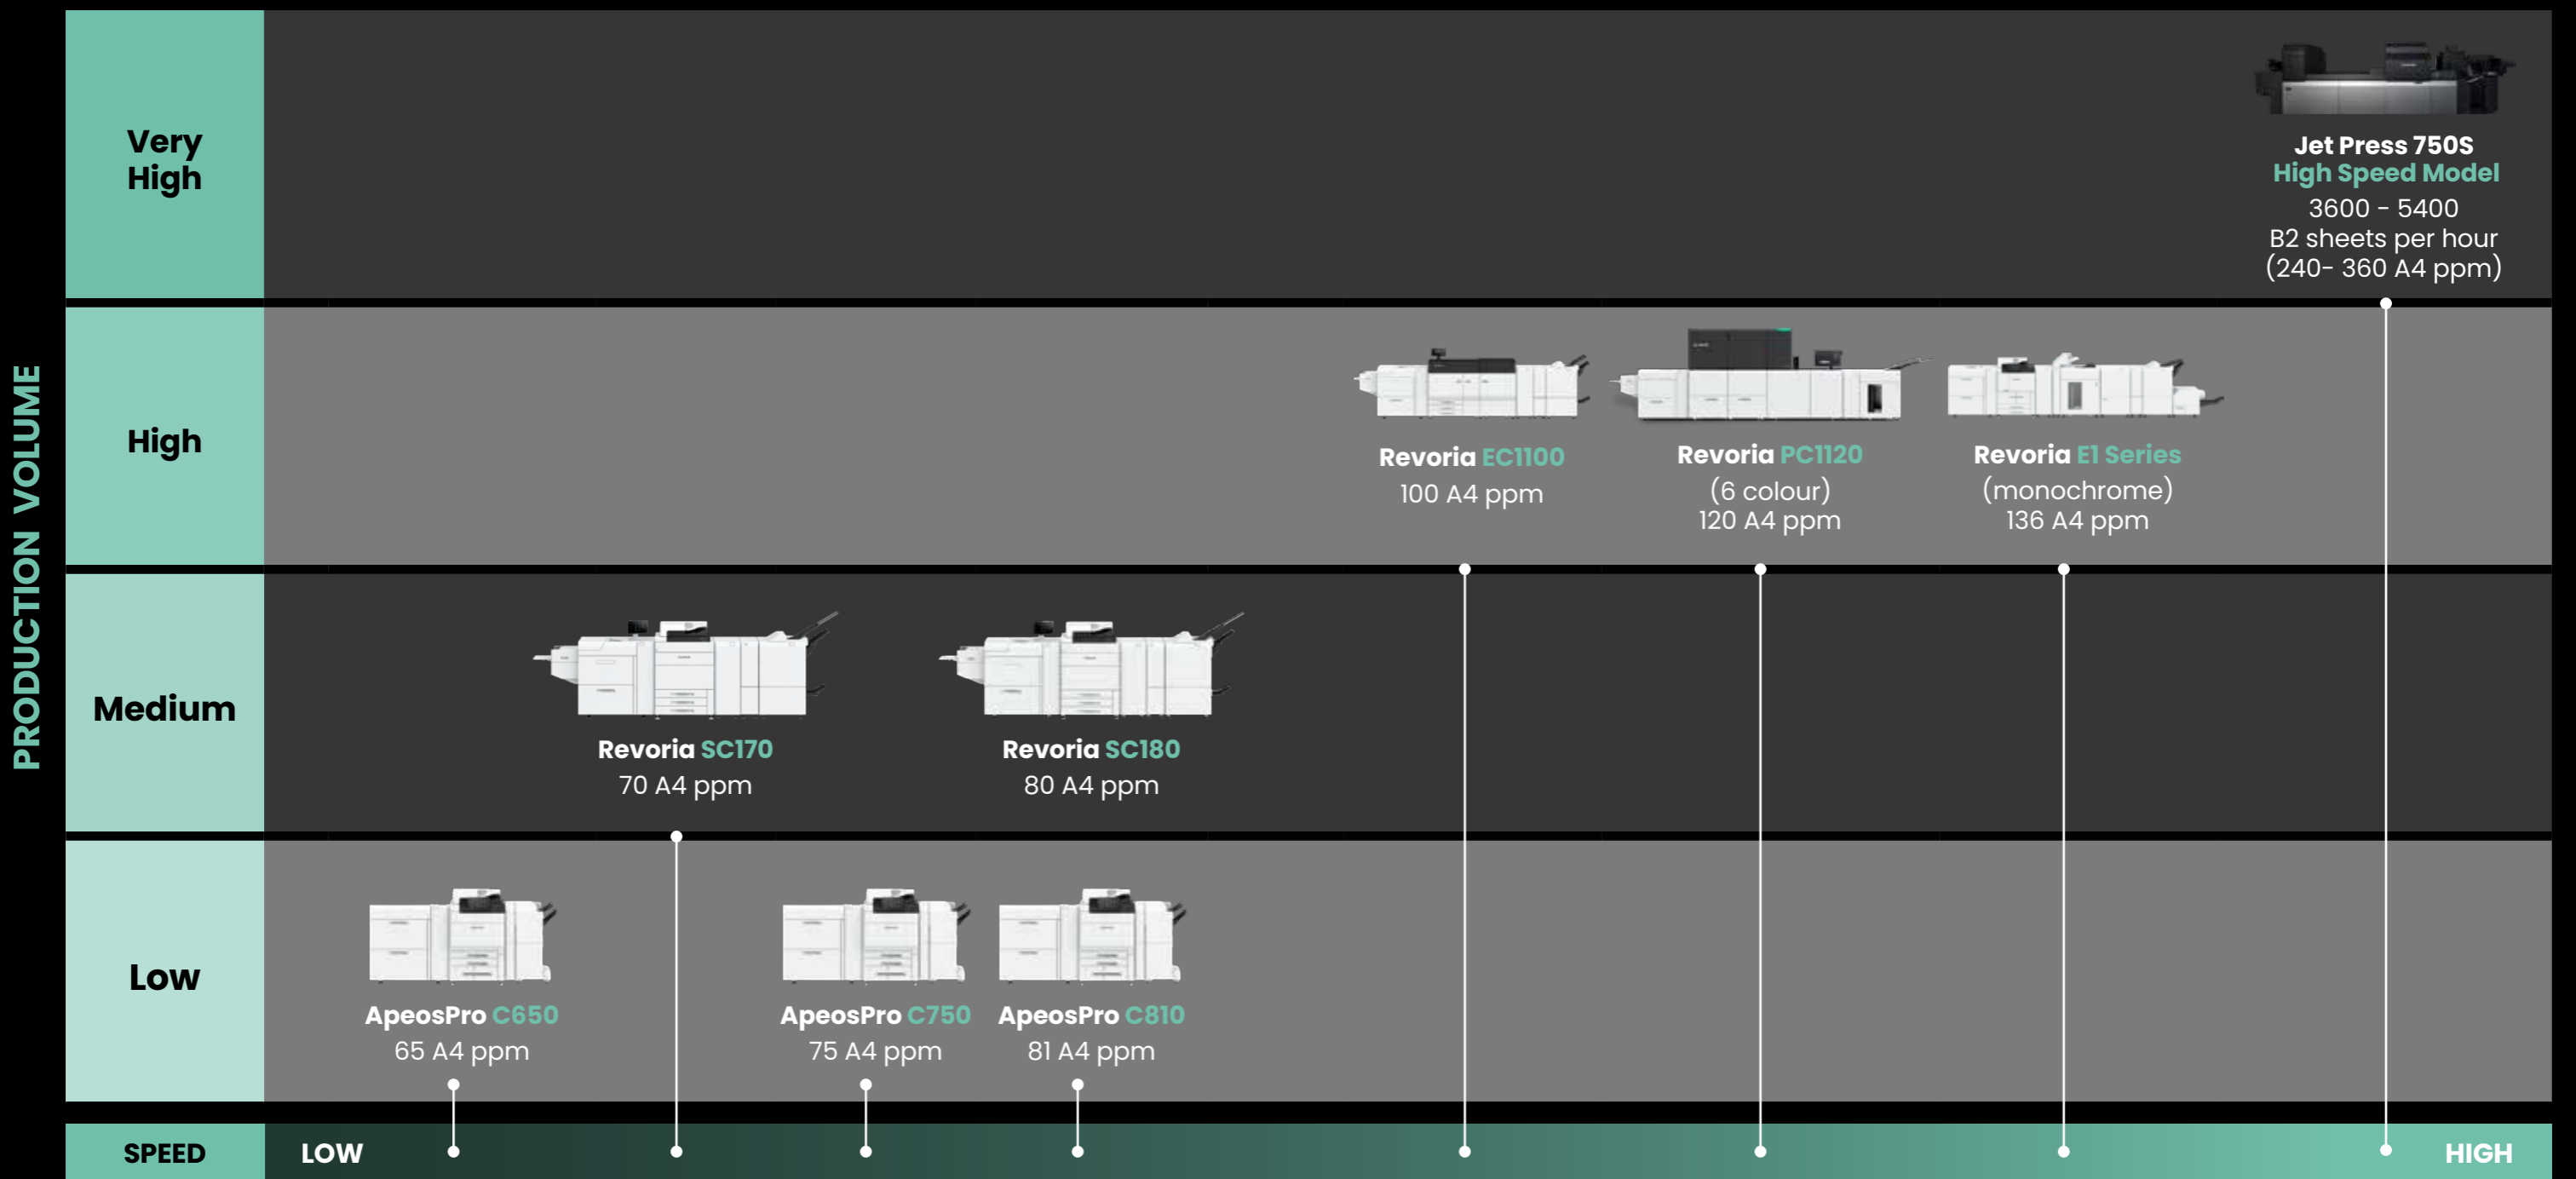 PRODUCTION VOLUME
Very
High
Jet Press 750S
High Speed Model
3600 - 5400
B2 sheets per hour
(240- 360 A4 ppm)
High
Revoria EC1100
100 A4 ppm
Revoria PC1120
(6 colour)
120 A4 ppm
Revoria E1 Series
(monochrome)
136 A4 ppm
Medium
Revoria SC170
70 A4 ppm
Revoria SC180
80 A4 ppm
Low
ApeosPro C650
65 A4 ppm
ApeosPro C750
75 A4 ppm
ApeosPro C810
81 A4 ppm
SPEED
LOW
HIGH